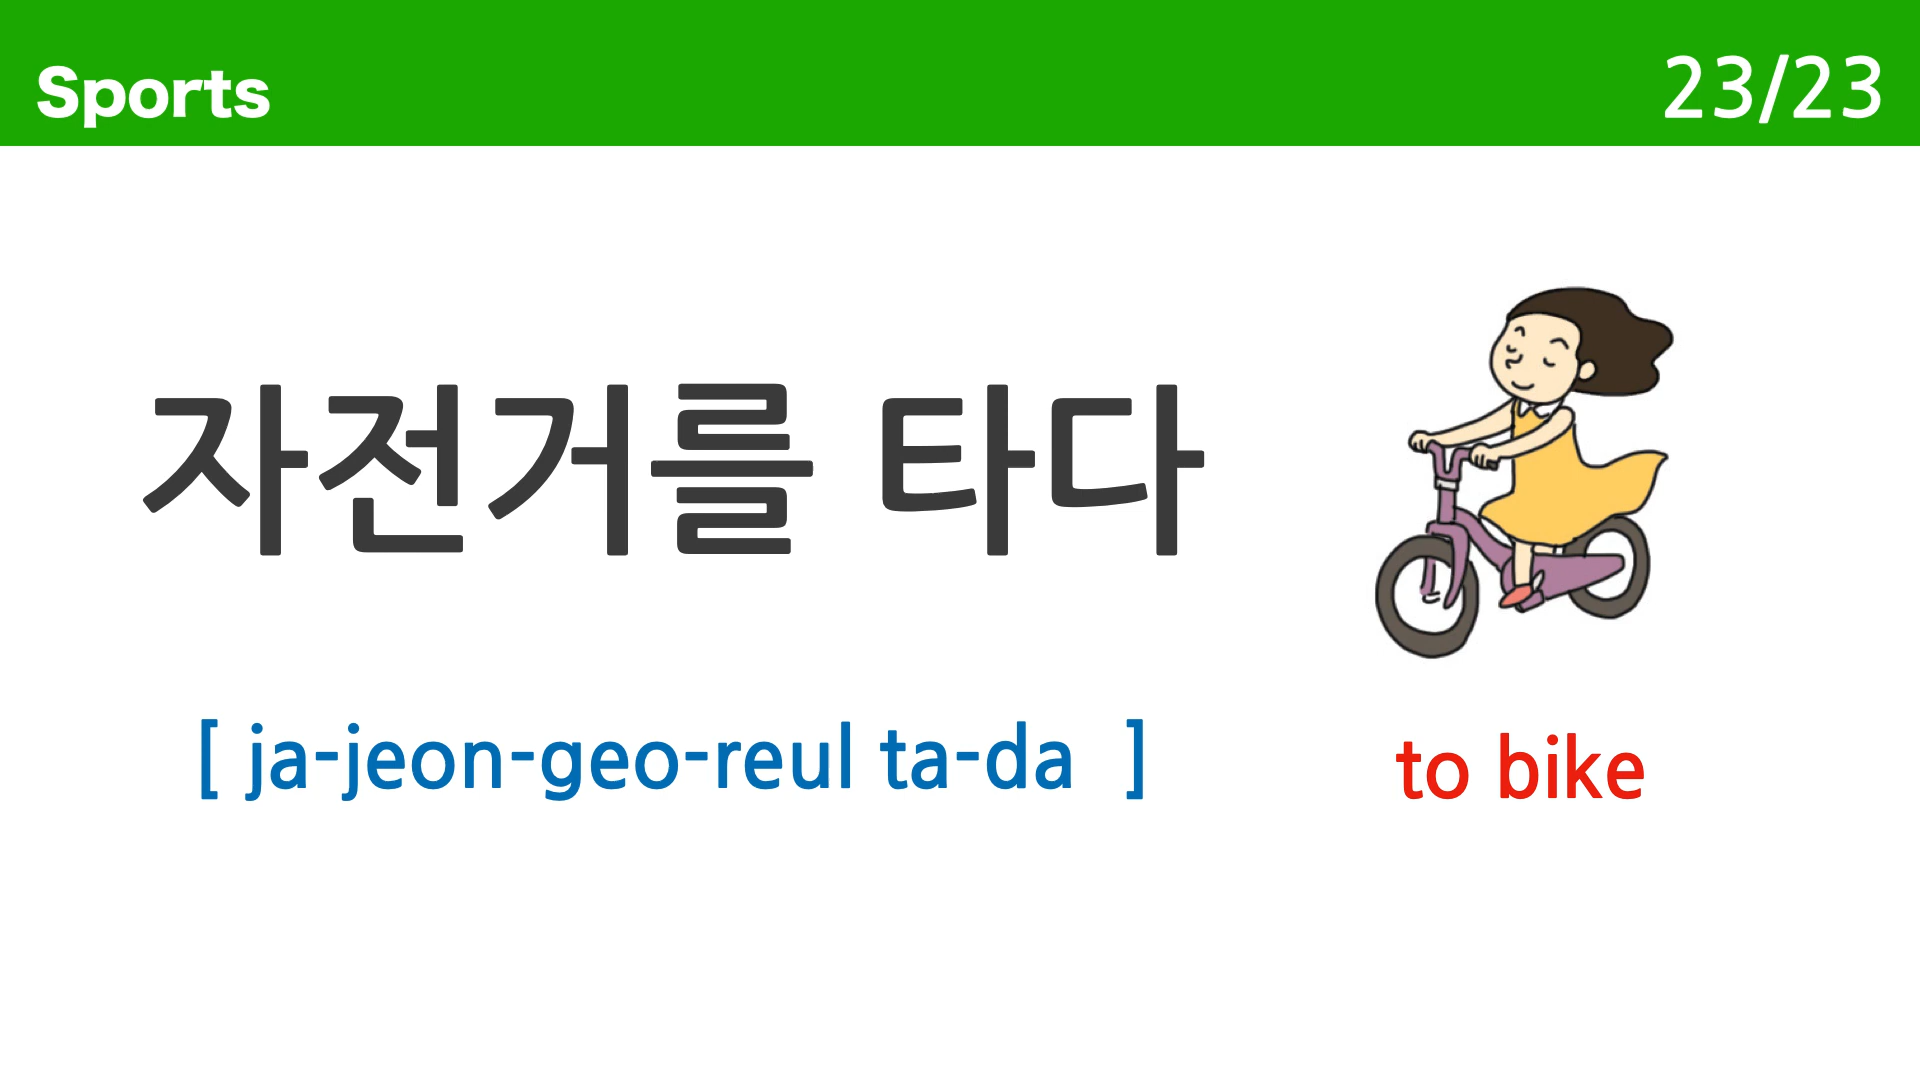 Sports
23/23
자전거를 타다
[ ja-jeon-geo-reul ta-da ]
to bike